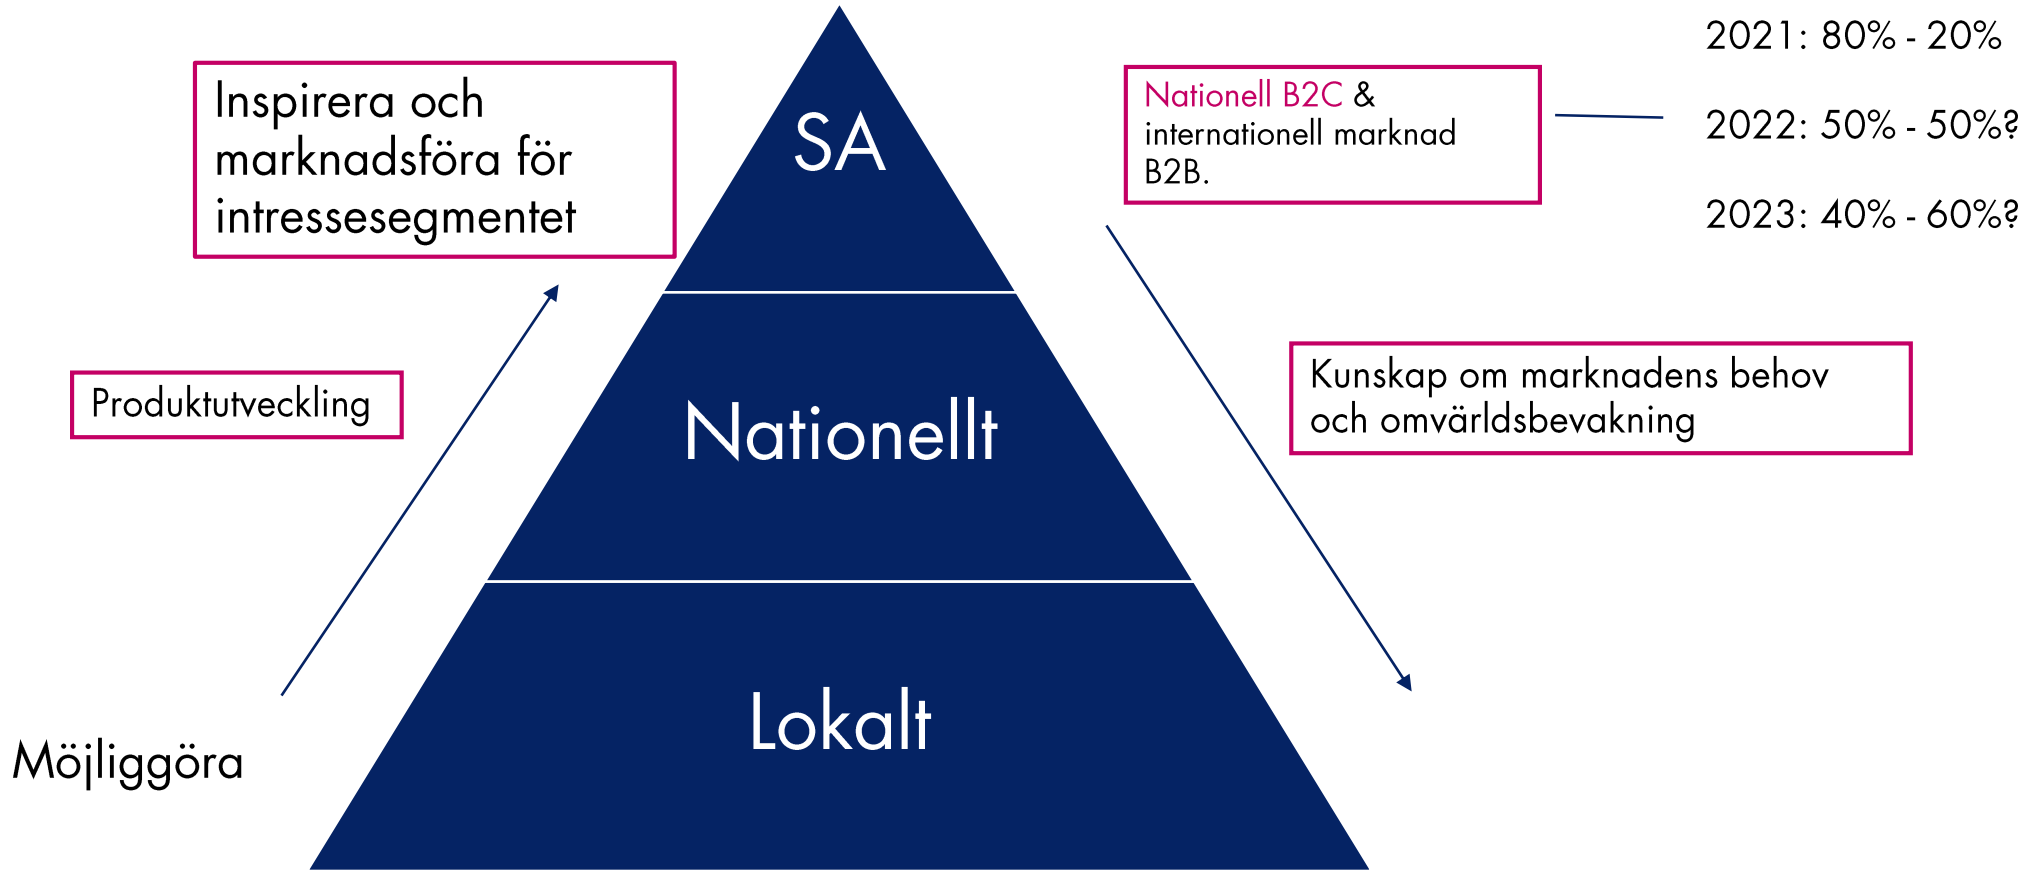 Inspirera och
marknadsföra för
intressesegmentet
SA
Nationell B2C &
internationell marknad
B2B.
2021: 80% - 20%
2022: 50% - 50%?
2023: 40% - 60%?
Produktutveckling
Nationellt
Kunskap om marknadens behov
och omvärldsbevakning
Möjliggöra
Lokalt